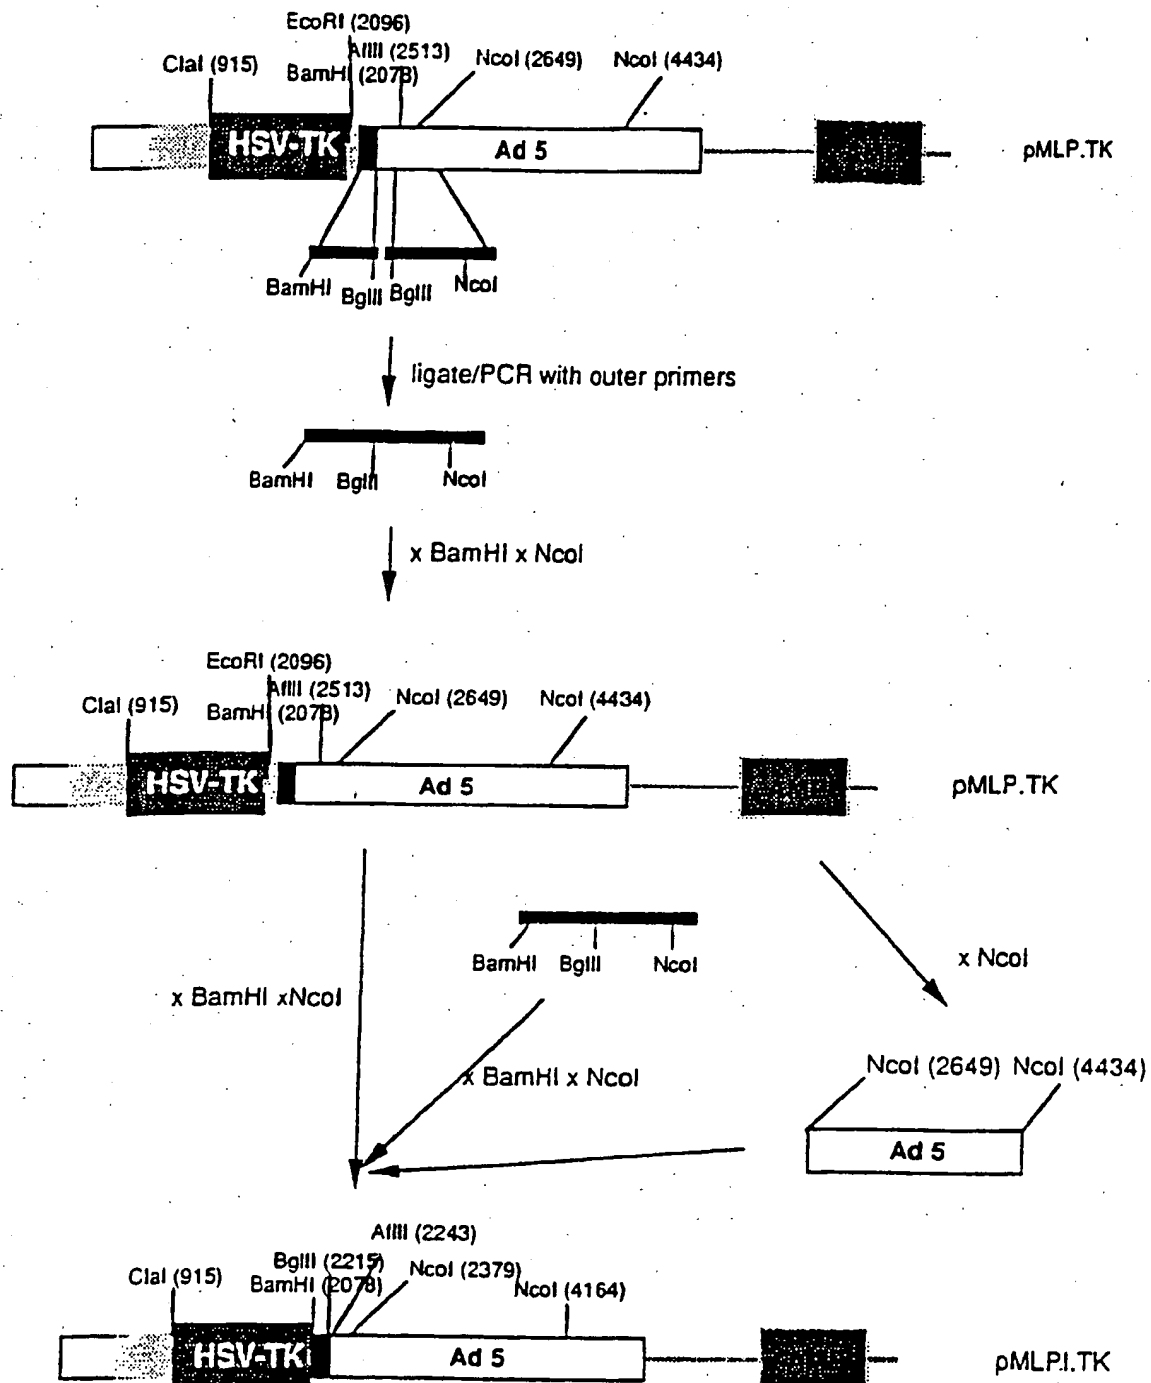 EcoRI (2096)
AflII (2513)
ClaI (915)
BamHI (2078)
NcoI (2649)
NcoI (4434)
HSV-TK
Ad 5
pMLP.TK
BamHI
BglII
BglII
NcoI
ligate/PCR with outer primers
BamHI
BglII
NcoI
x BamHI x NcoI
EcoRI (2096)
AflII (2513)
ClaI (915)
BamHI (2078)
NcoI (2649)
NcoI (4434)
HSV-TK
Ad 5
pMLP.TK
BamHI
BglII
NcoI
x NcoI
x BamHI xNcoI
x BamHI x NcoI
NcoI (2649)
NcoI (4434)
Ad 5
AflII (2243)
BglII (2215)
ClaI (915)
BamHI (2078)
NcoI (2379)
NcoI (4164)
HSV-TK
Ad 5
pMLPI.TK